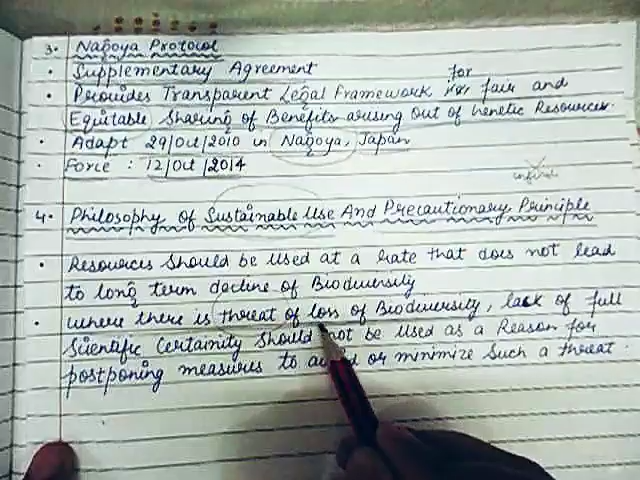 3. Nagoya Protocol
• Supplementary Agreement
• Provides Transparent Legal Framework for fair and
Equitable Sharing of Benefits arising out of Genetic Resources.
• Adapt 29/Oct/2010 in Nagoya, Japan
• Force : 12/Oct/2014
4. Philosophy of Sustainable Use And Precautionary Principle
• Resources should be used at a rate that does not lead
to long term decline of Biodiversity
• where there is threat of loss of Biodiversity, lack of full
Scientific Certainity should not be used as a Reason for
postponing measures to avoid or minimize such a threat.